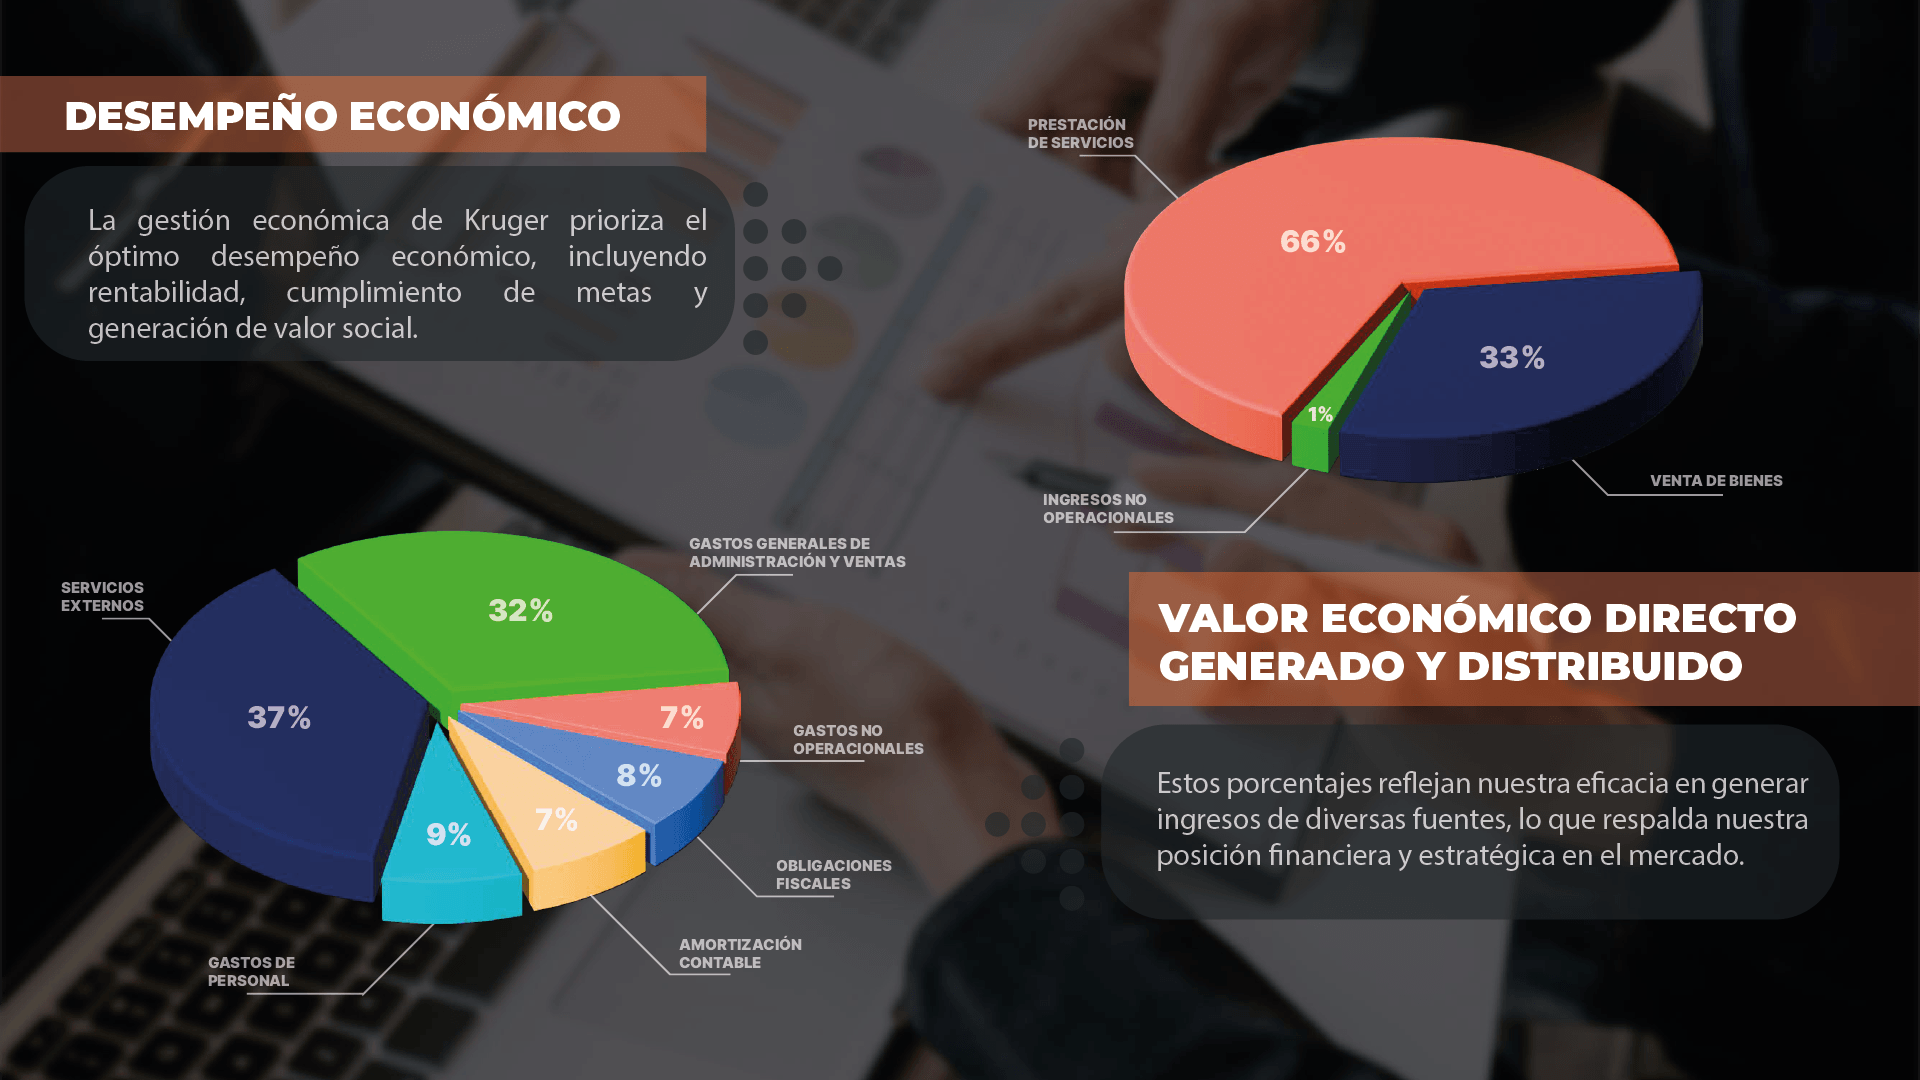 DESEMPEÑO ECONÓMICO
La gestión económica de Kruger prioriza el
óptimo desempeño económico, incluyendo
rentabilidad, cumplimiento de metas y
generación de valor social.
PRESTACIÓN
DE SERVICIOS
66%
33%
1%
INGRESOS NO
OPERACIONALES
VENTA DE BIENES
SERVICIOS
EXTERNOS
GASTOS GENERALES DE
ADMINISTRACIÓN Y VENTAS
32%
37%
7%
8%
7%
9%
GASTOS NO
OPERACIONALES
OBLIGACIONES
FISCALES
AMORTIZACIÓN
CONTABLE
GASTOS DE
PERSONAL
VALOR ECONÓMICO DIRECTO
GENERADO Y DISTRIBUIDO
Estos porcentajes reflejan nuestra eficacia en generar
ingresos de diversas fuentes, lo que respalda nuestra
posición financiera y estratégica en el mercado.